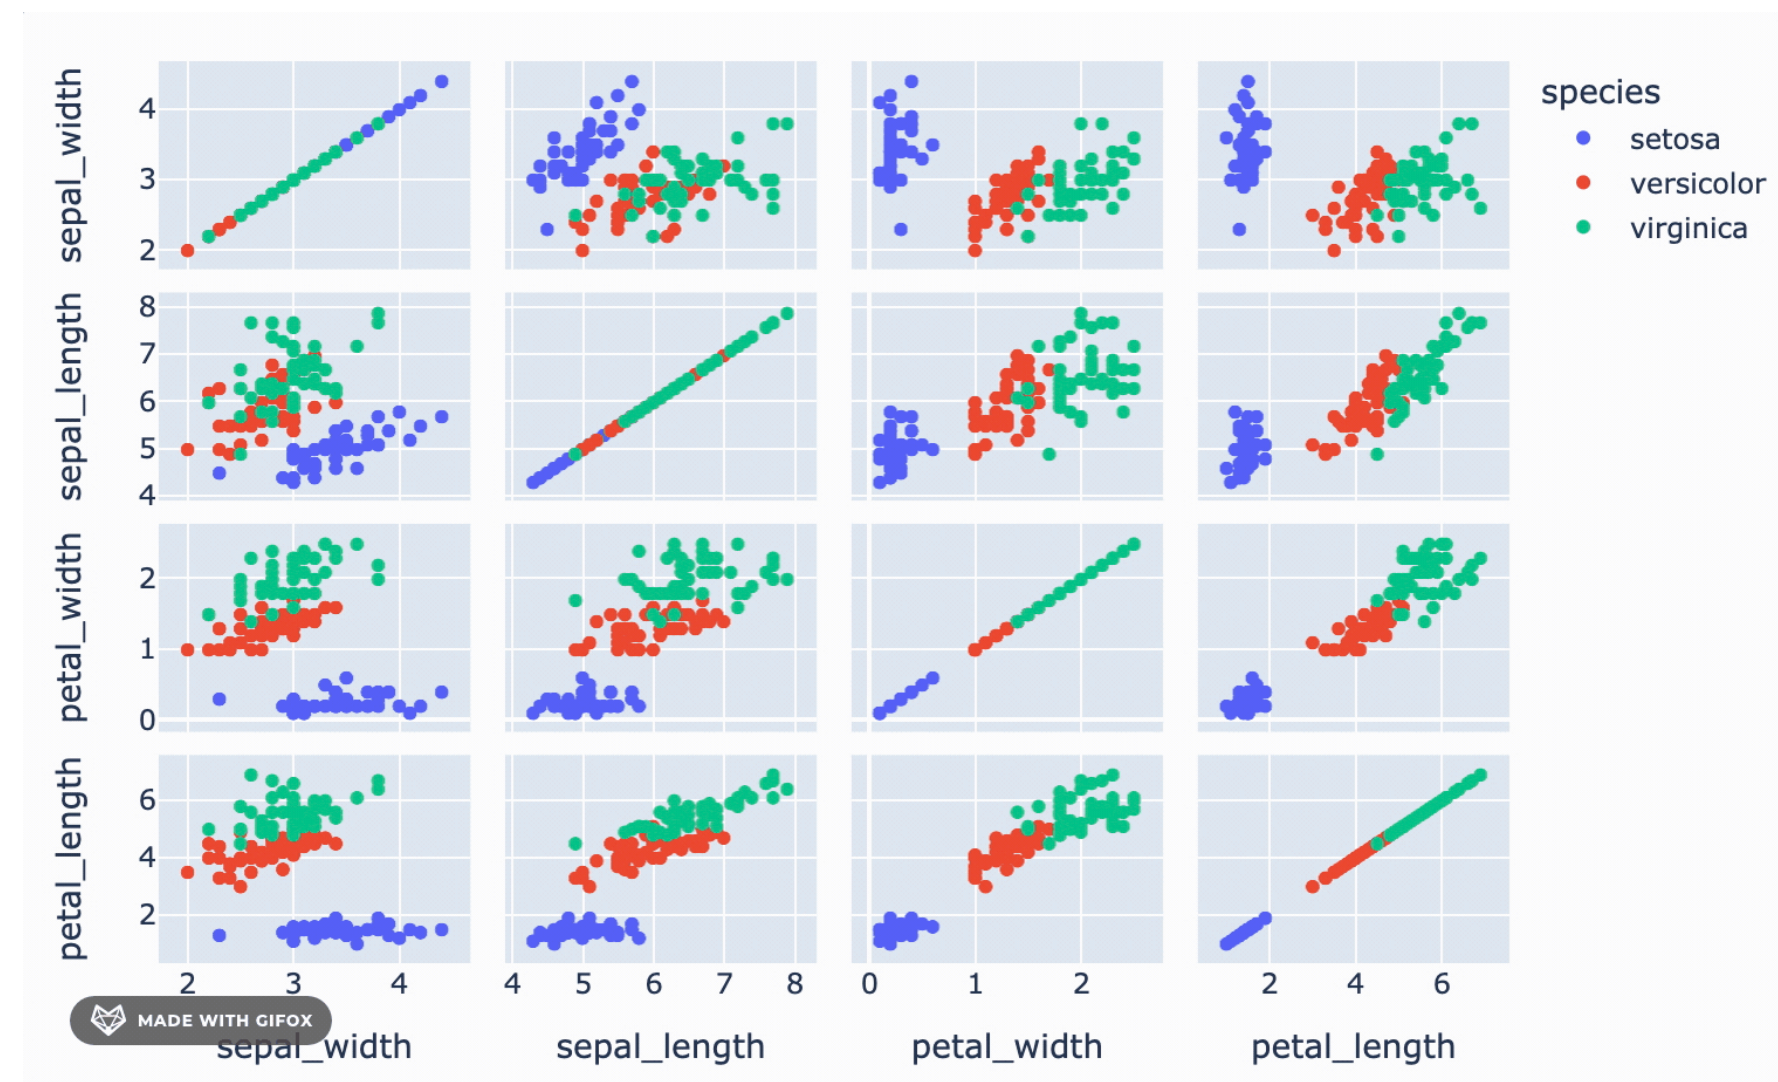 species
setosa
versicolor
virginica
sepal_width
4
3
2
sepal_length
8
7
6
5
4
petal_width
2
1
0
petal_length
6
4
2
2 3 4 4 5 6 7 8 0 1 2 2 4 6
MADE WITH GIFOX
sepal_width sepal_length petal_width petal_length